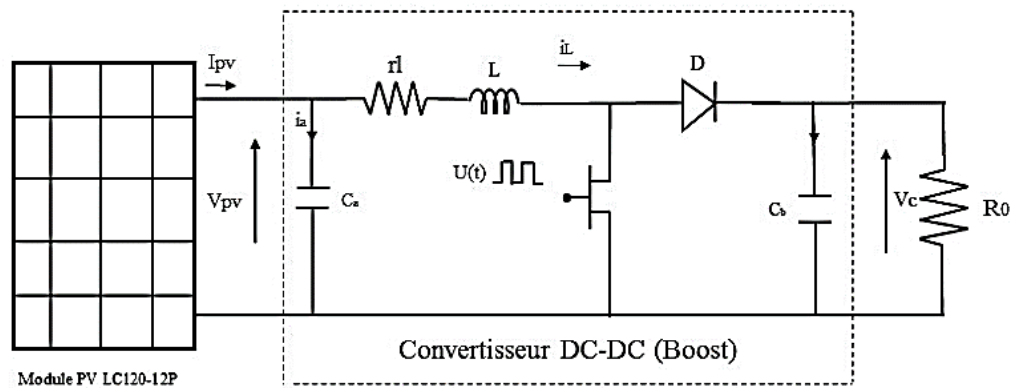 Ipv
rl
L
iL
D
ia
U(t)
Vpv
Ca
Cb
Vc
R0
Convertisseur DC-DC (Boost)
Module PV LC120-12P